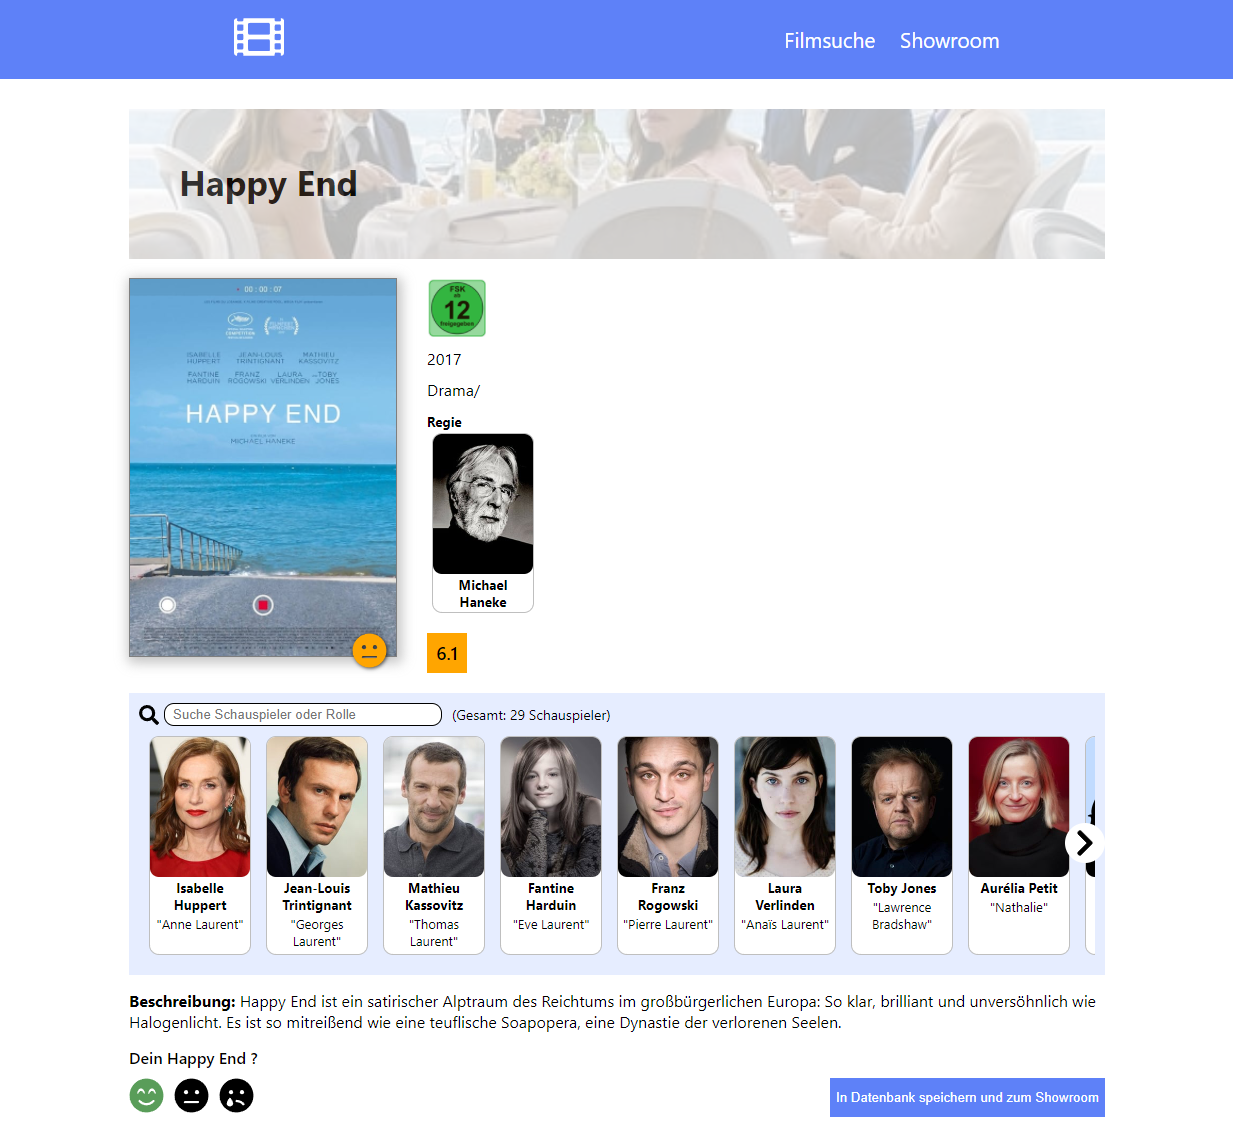 Filmsuche Showroom
Happy End
00 : 00 : 07
ISABELLE HUPPERT JEAN-LOUIS TRINTIGNANT MATHIEU KASSOVITZ
FANTINE HARDUIN FRANZ ROGOWSKI LAURA VERLINDEN TOBY JONES
HAPPY END
MICHAEL HANEKE
FSK
ab
12
freigegeben
2017
Drama/
Regie
Michael
Haneke
6.1
Suche Schauspieler oder Rolle (Gesamt: 29 Schauspieler)
Isabelle
Huppert
"Anne Laurent"
Jean-Louis
Trintignant
"Georges
Laurent"
Mathieu
Kassovitz
"Thomas
Laurent"
Fantine
Harduin
"Eve Laurent"
Franz
Rogowski
"Pierre Laurent"
Laura
Verlinden
"Anaïs Laurent"
Toby Jones
"Lawrence
Bradshaw"
Aurélia Petit
"Nathalie"
Beschreibung: Happy End ist ein satirischer Alptraum des Reichtums im großbürgerlichen Europa: So klar, brilliant und unversöhnlich wie
Halogenlicht. Es ist so mitreißend wie eine teuflische Soapopera, eine Dynastie der verlorenen Seelen.
Dein Happy End ?
In Datenbank speichern und zum Showroom